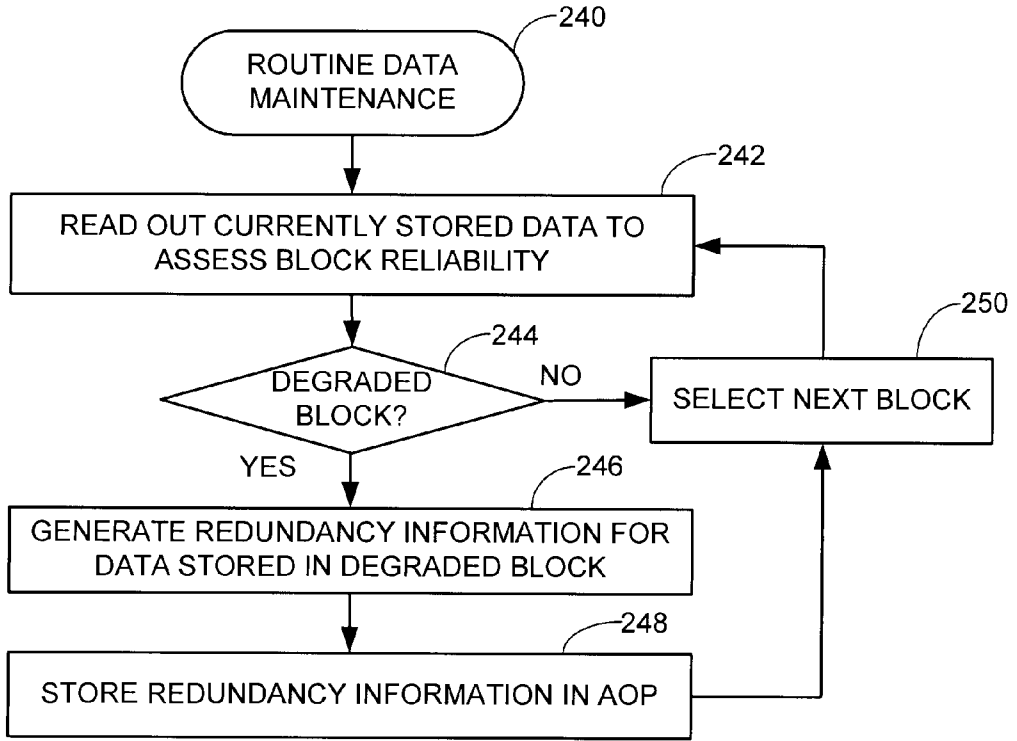 240
ROUTINE DATA
MAINTENANCE
242
READ OUT CURRENTLY STORED DATA TO
ASSESS BLOCK RELIABILITY
244
DEGRADED
BLOCK?
NO
250
SELECT NEXT BLOCK
YES
246
GENERATE REDUNDANCY INFORMATION FOR
DATA STORED IN DEGRADED BLOCK
248
STORE REDUNDANCY INFORMATION IN AOP